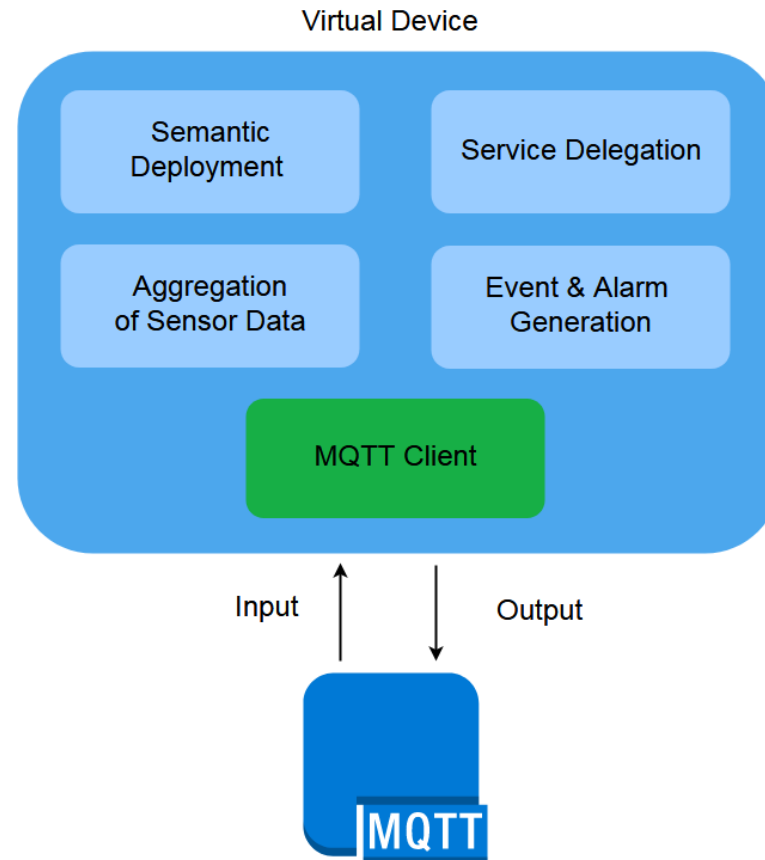 Virtual Device
Semantic
Deployment
Service Delegation
Aggregation
of Sensor Data
Event & Alarm
Generation
MQTT Client
Input
Output
MQTT